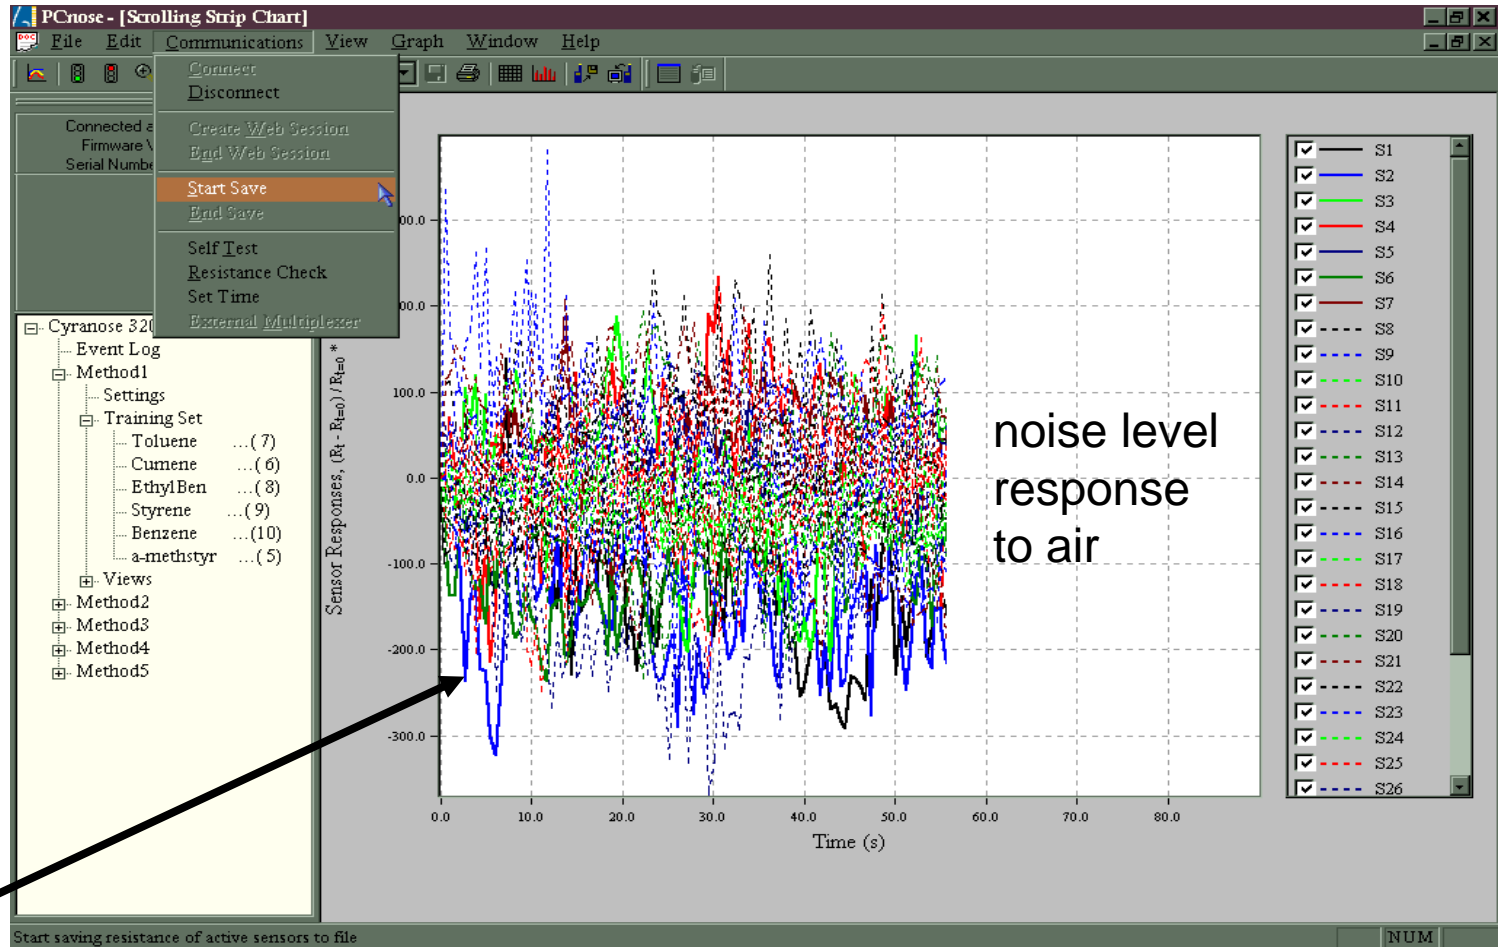 PCnose - [Scrolling Strip Chart]
File Edit Communications View Graph Window Help
Connect
Disconnect
Create Web Session
End Web Session
Start Save
End Save
Self Test
Resistance Check
Set Time
External Multiplexer
Connected a
Firmware V
Serial Numbe
Cyranose 320
Event Log
Method1
Settings
Training Set
Toluene ...( 7)
Cumene ...( 6)
EthylBen ...( 8)
Styrene ...( 9)
Benzene ...(10)
a-methstyr ...( 5)
Views
Method2
Method3
Method4
Method5
Sensor Responses, (Rt - Rt=0) / Rt=0 *
00.0
00.0
100.0
0.0
-100.0
-200.0
-300.0
0.0 10.0 20.0 30.0 40.0 50.0 60.0 70.0 80.0
Time (s)
noise level
response
to air
S1
S2
S3
S4
S5
S6
S7
S8
S9
S10
S11
S12
S13
S14
S15
S16
S17
S18
S19
S20
S21
S22
S23
S24
S25
S26
Start saving resistance of active sensors to file
NUM